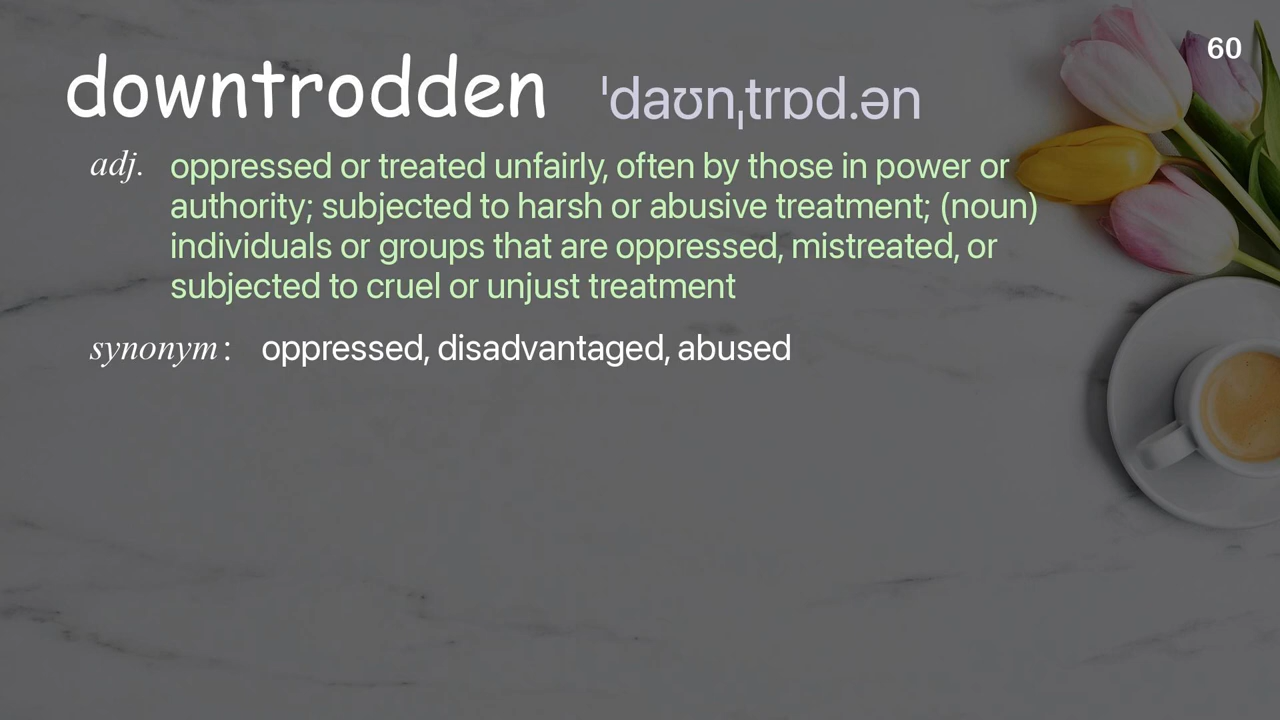 60
downtrodden ˈdaʊnˌtrɒd.ən
adj. oppressed or treated unfairly, often by those in power or
authority; subjected to harsh or abusive treatment; (noun)
individuals or groups that are oppressed, mistreated, or
subjected to cruel or unjust treatment
synonym : oppressed, disadvantaged, abused